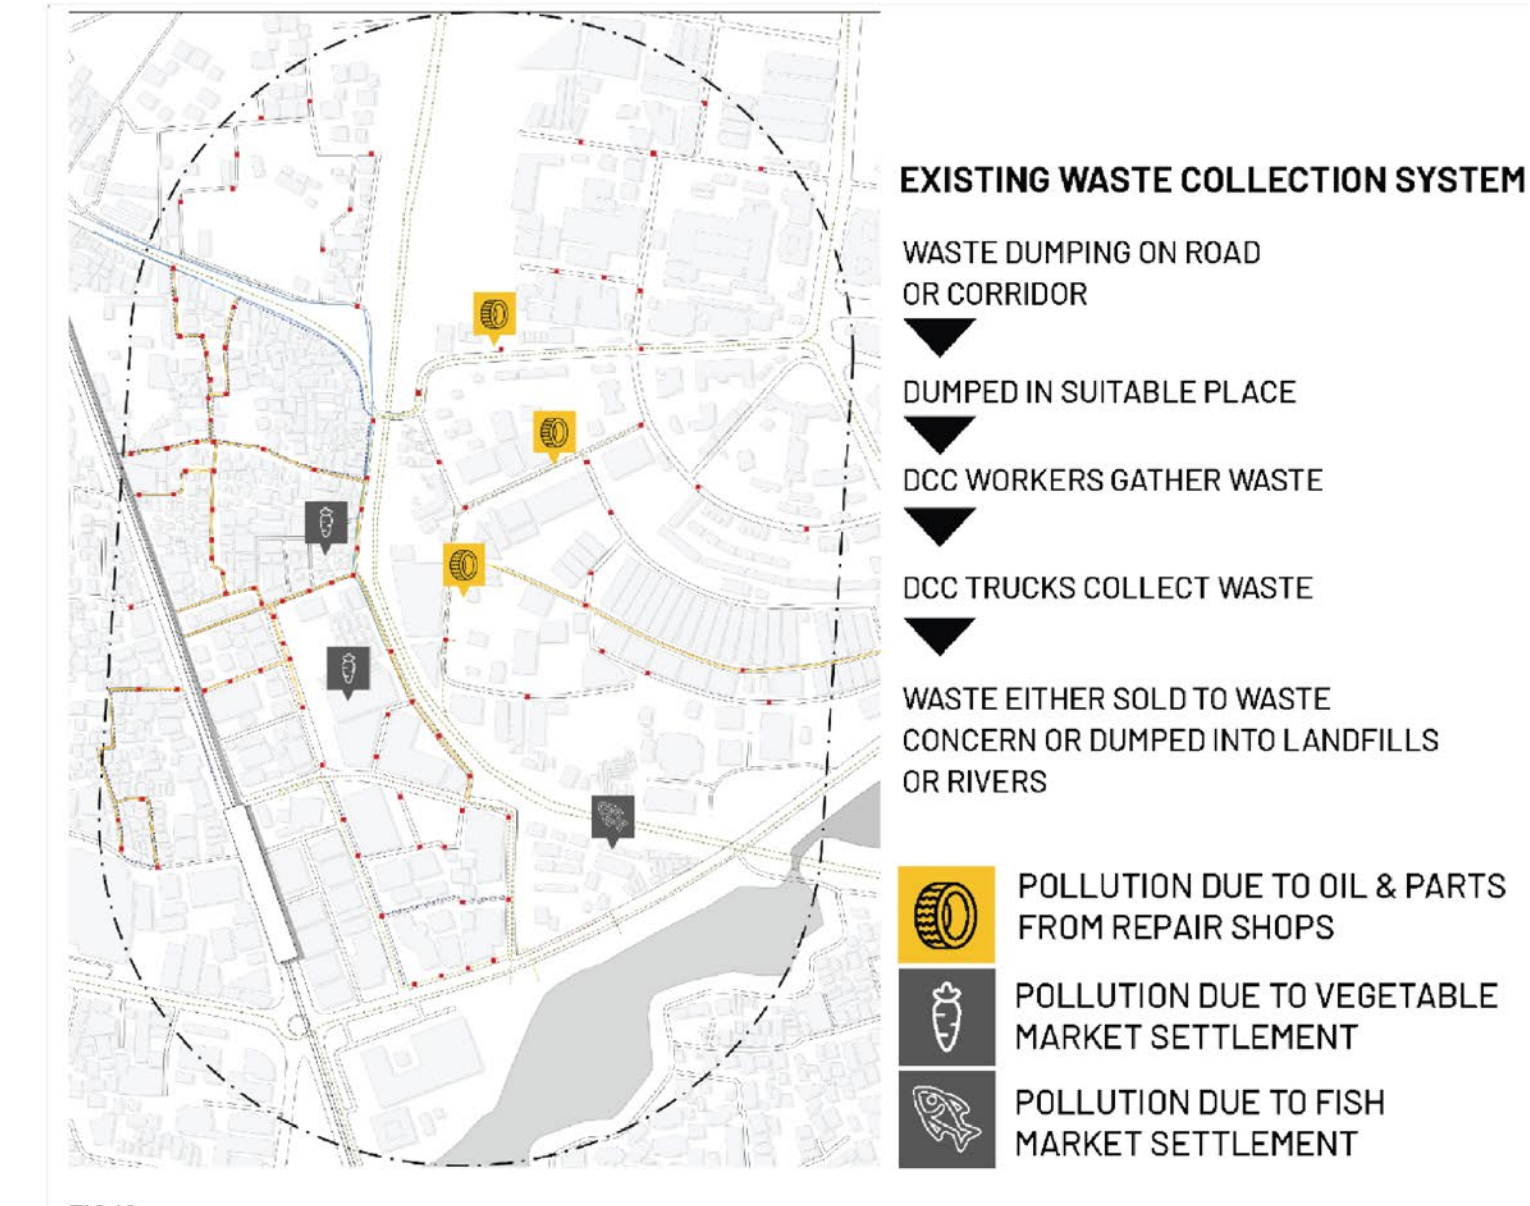 EXISTING WASTE COLLECTION SYSTEM
WASTE DUMPING ON ROAD
OR CORRIDOR
DUMPED IN SUITABLE PLACE
DCC WORKERS GATHER WASTE
DCC TRUCKS COLLECT WASTE
WASTE EITHER SOLD TO WASTE
CONCERN OR DUMPED INTO LANDFILLS
OR RIVERS
POLLUTION DUE TO OIL & PARTS
FROM REPAIR SHOPS
POLLUTION DUE TO VEGETABLE
MARKET SETTLEMENT
POLLUTION DUE TO FISH
MARKET SETTLEMENT